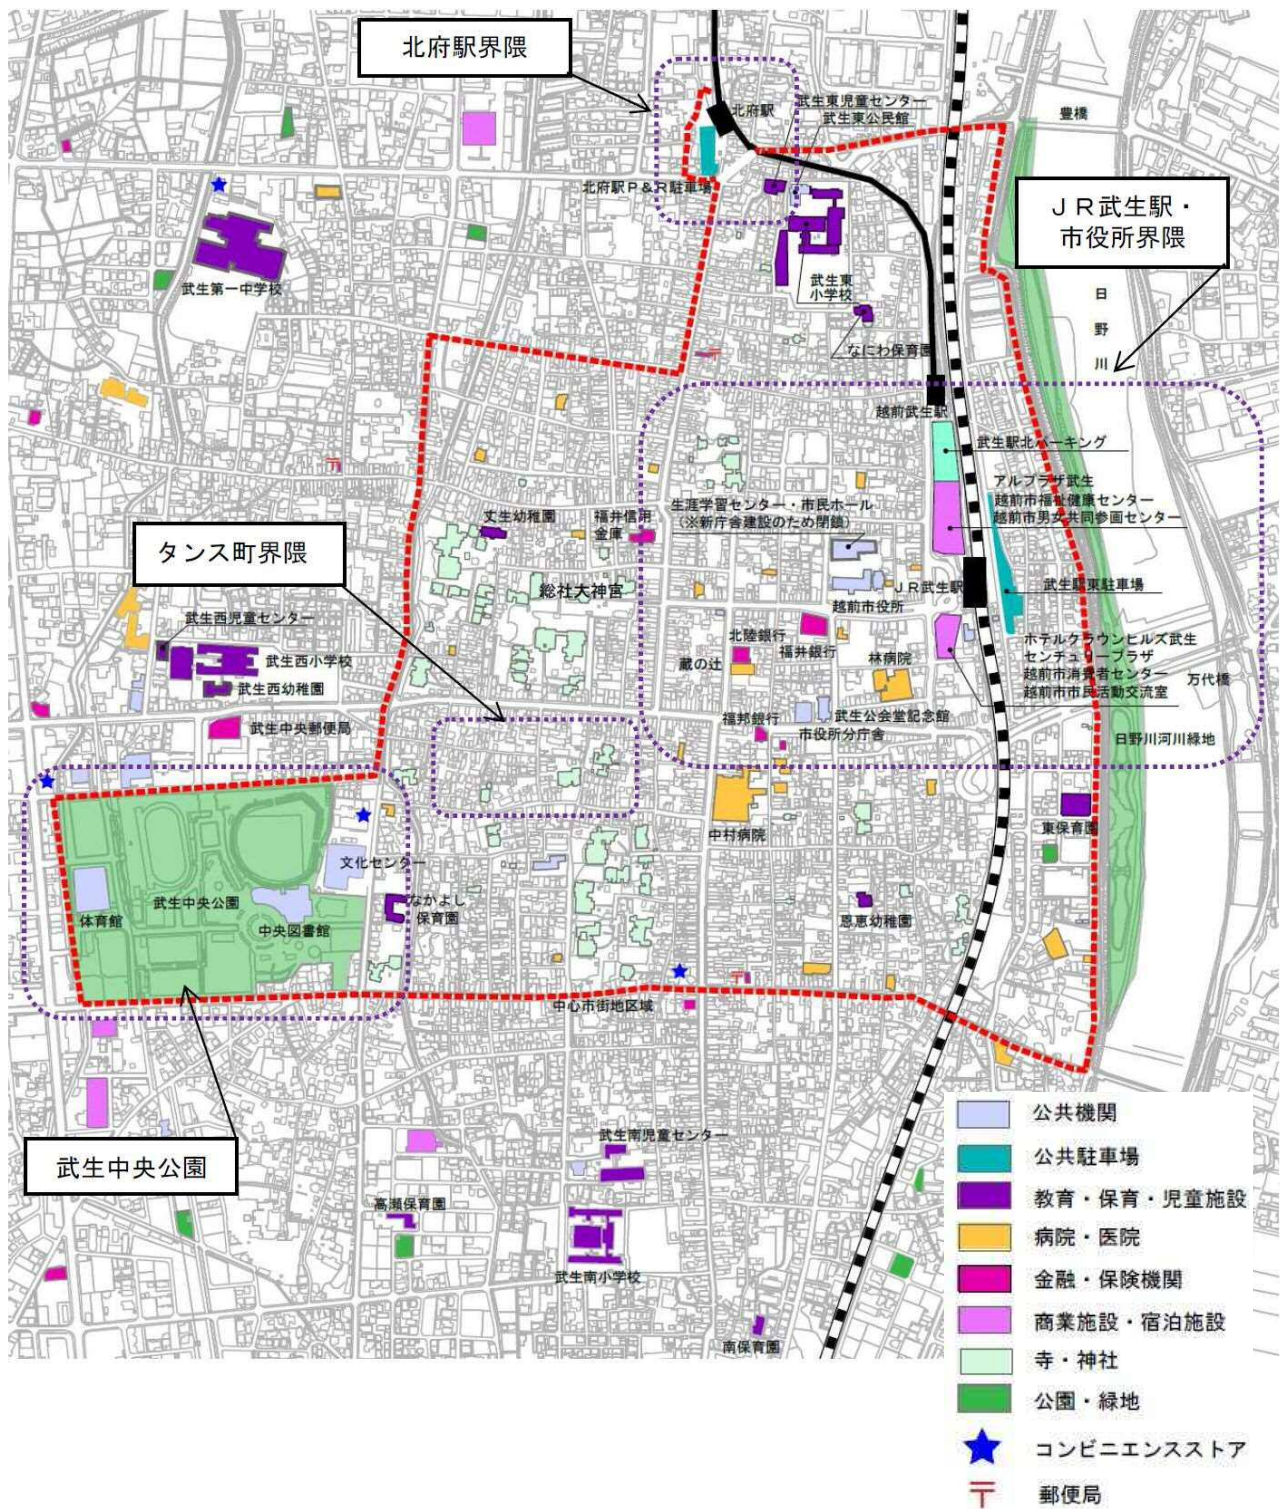 北府駅界隈
北府駅
武生東児童センター
武生東公民館
豊橋
北府駅P&R駐車場
JR武生駅・
市役所界隈
武生第一中学校
武生東
小学校
日
野
川
なにわ保育園
越前武生駅
武生駅北パーキング
アルプラザ武生
越前市福祉健康センター
越前市男女共同参画センター
生涯学習センター・市民ホール
(※新庁舎建設のため閉鎖)
丈生幼稚園
福井信用
金庫
タンス町界隈
総社大神宮
JR武生駅
武生駅東駐車場
越前市役所
武生西児童センター
北陸銀行
福井銀行
ホテルクラウンヒルズ武生
センチュリープラザ
越前市消費者センター
越前市市民活動交流室
武生西小学校
蔵の辻
林病院
万代橋
武生西幼稚園
武生中央郵便局
福邦銀行
武生公会堂記念館
市役所分庁舎
日野川河川緑地
中村病院
東保育園
文化センター
武生中央公園
なかよし
保育園
体育館
中央図書館
恩恵幼稚園
中心市街地区域
武生中央公園
武生南児童センター
高瀬保育園
武生南小学校
南保育園
公共機関
公共駐車場
教育・保育・児童施設
病院・医院
金融・保険機関
商業施設・宿泊施設
寺・神社
公園・緑地
コンビニエンスストア
郵便局